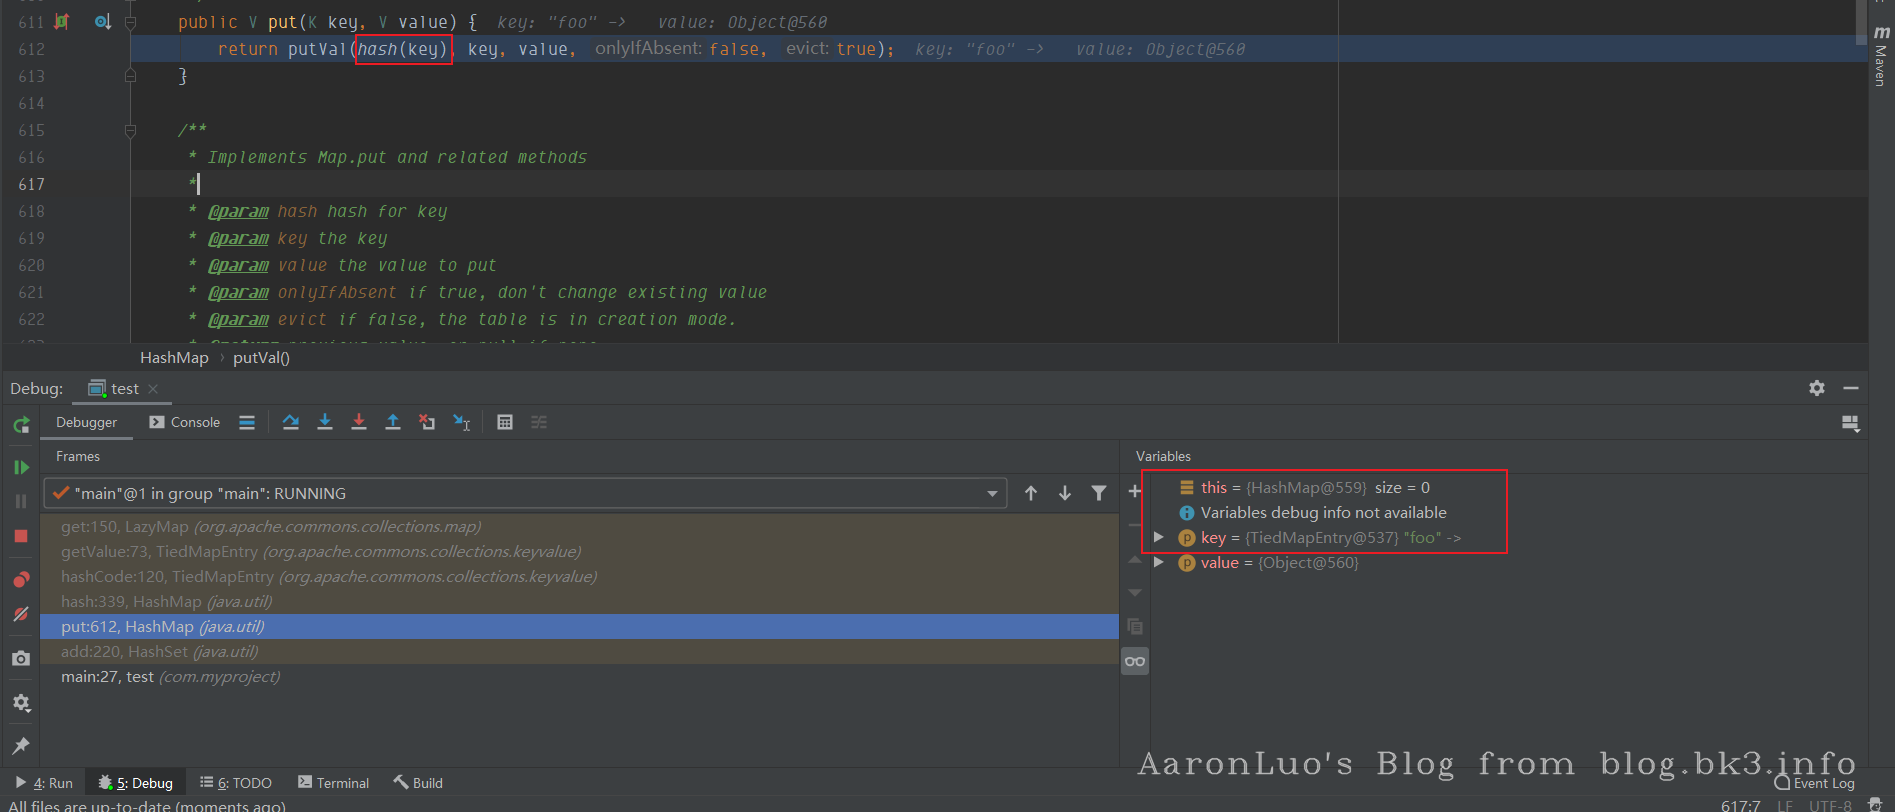 611 public V put(K key, V value) { key: "foo" -> value: Object@560
612 return putVal(hash(key), key, value, onlyIfAbsent: false, evict: true); key: "foo" -> value: Object@560
613 }
614
615 /**
616 * Implements Map.put and related methods
617 *
618 * @param hash hash for key
619 * @param key the key
620 * @param value the value to put
621 * @param onlyIfAbsent if true, don't change existing value
622 * @param evict if false, the table is in creation mode.
m Maven
HashMap › putVal()
Debug: test ×
Debugger Console
Frames
"main"@1 in group "main": RUNNING
get:150, LazyMap (org.apache.commons.collections.map)
getValue:73, TiedMapEntry (org.apache.commons.collections.keyvalue)
hashCode:120, TiedMapEntry (org.apache.commons.collections.keyvalue)
hash:339, HashMap (java.util)
put:612, HashMap (java.util)
add:220, HashSet (java.util)
main:27, test (com.myproject)
Variables
this = {HashMap@559} size = 0
Variables debug info not available
key = {TiedMapEntry@537} "foo" ->
value = {Object@560}
AaronLuo's Blog from blog.bk3.info
4: Run 5: Debug 6: TODO Terminal Build Event Log
All files are up-to-date (moments ago) 617:7 LF UTF-8